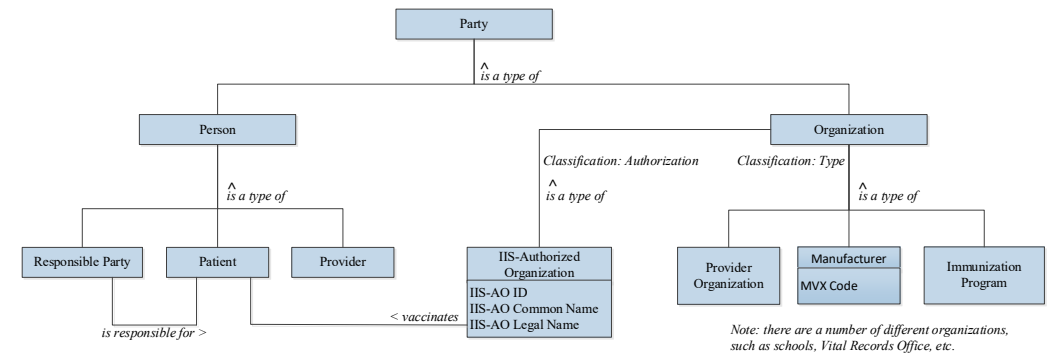 Party
^
is a type of
Person
Organization
Classification: Authorization
Classification: Type
^
is a type of
^
is a type of
^
is a type of
Responsible Party
Patient
Provider
IIS-Authorized
Organization
IIS-AO ID
IIS-AO Common Name
IIS-AO Legal Name
Provider
Organization
Manufacturer
MVX Code
Immunization
Program
is responsible for >
< vaccinates
Note: there are a number of different organizations,
such as schools, Vital Records Office, etc.